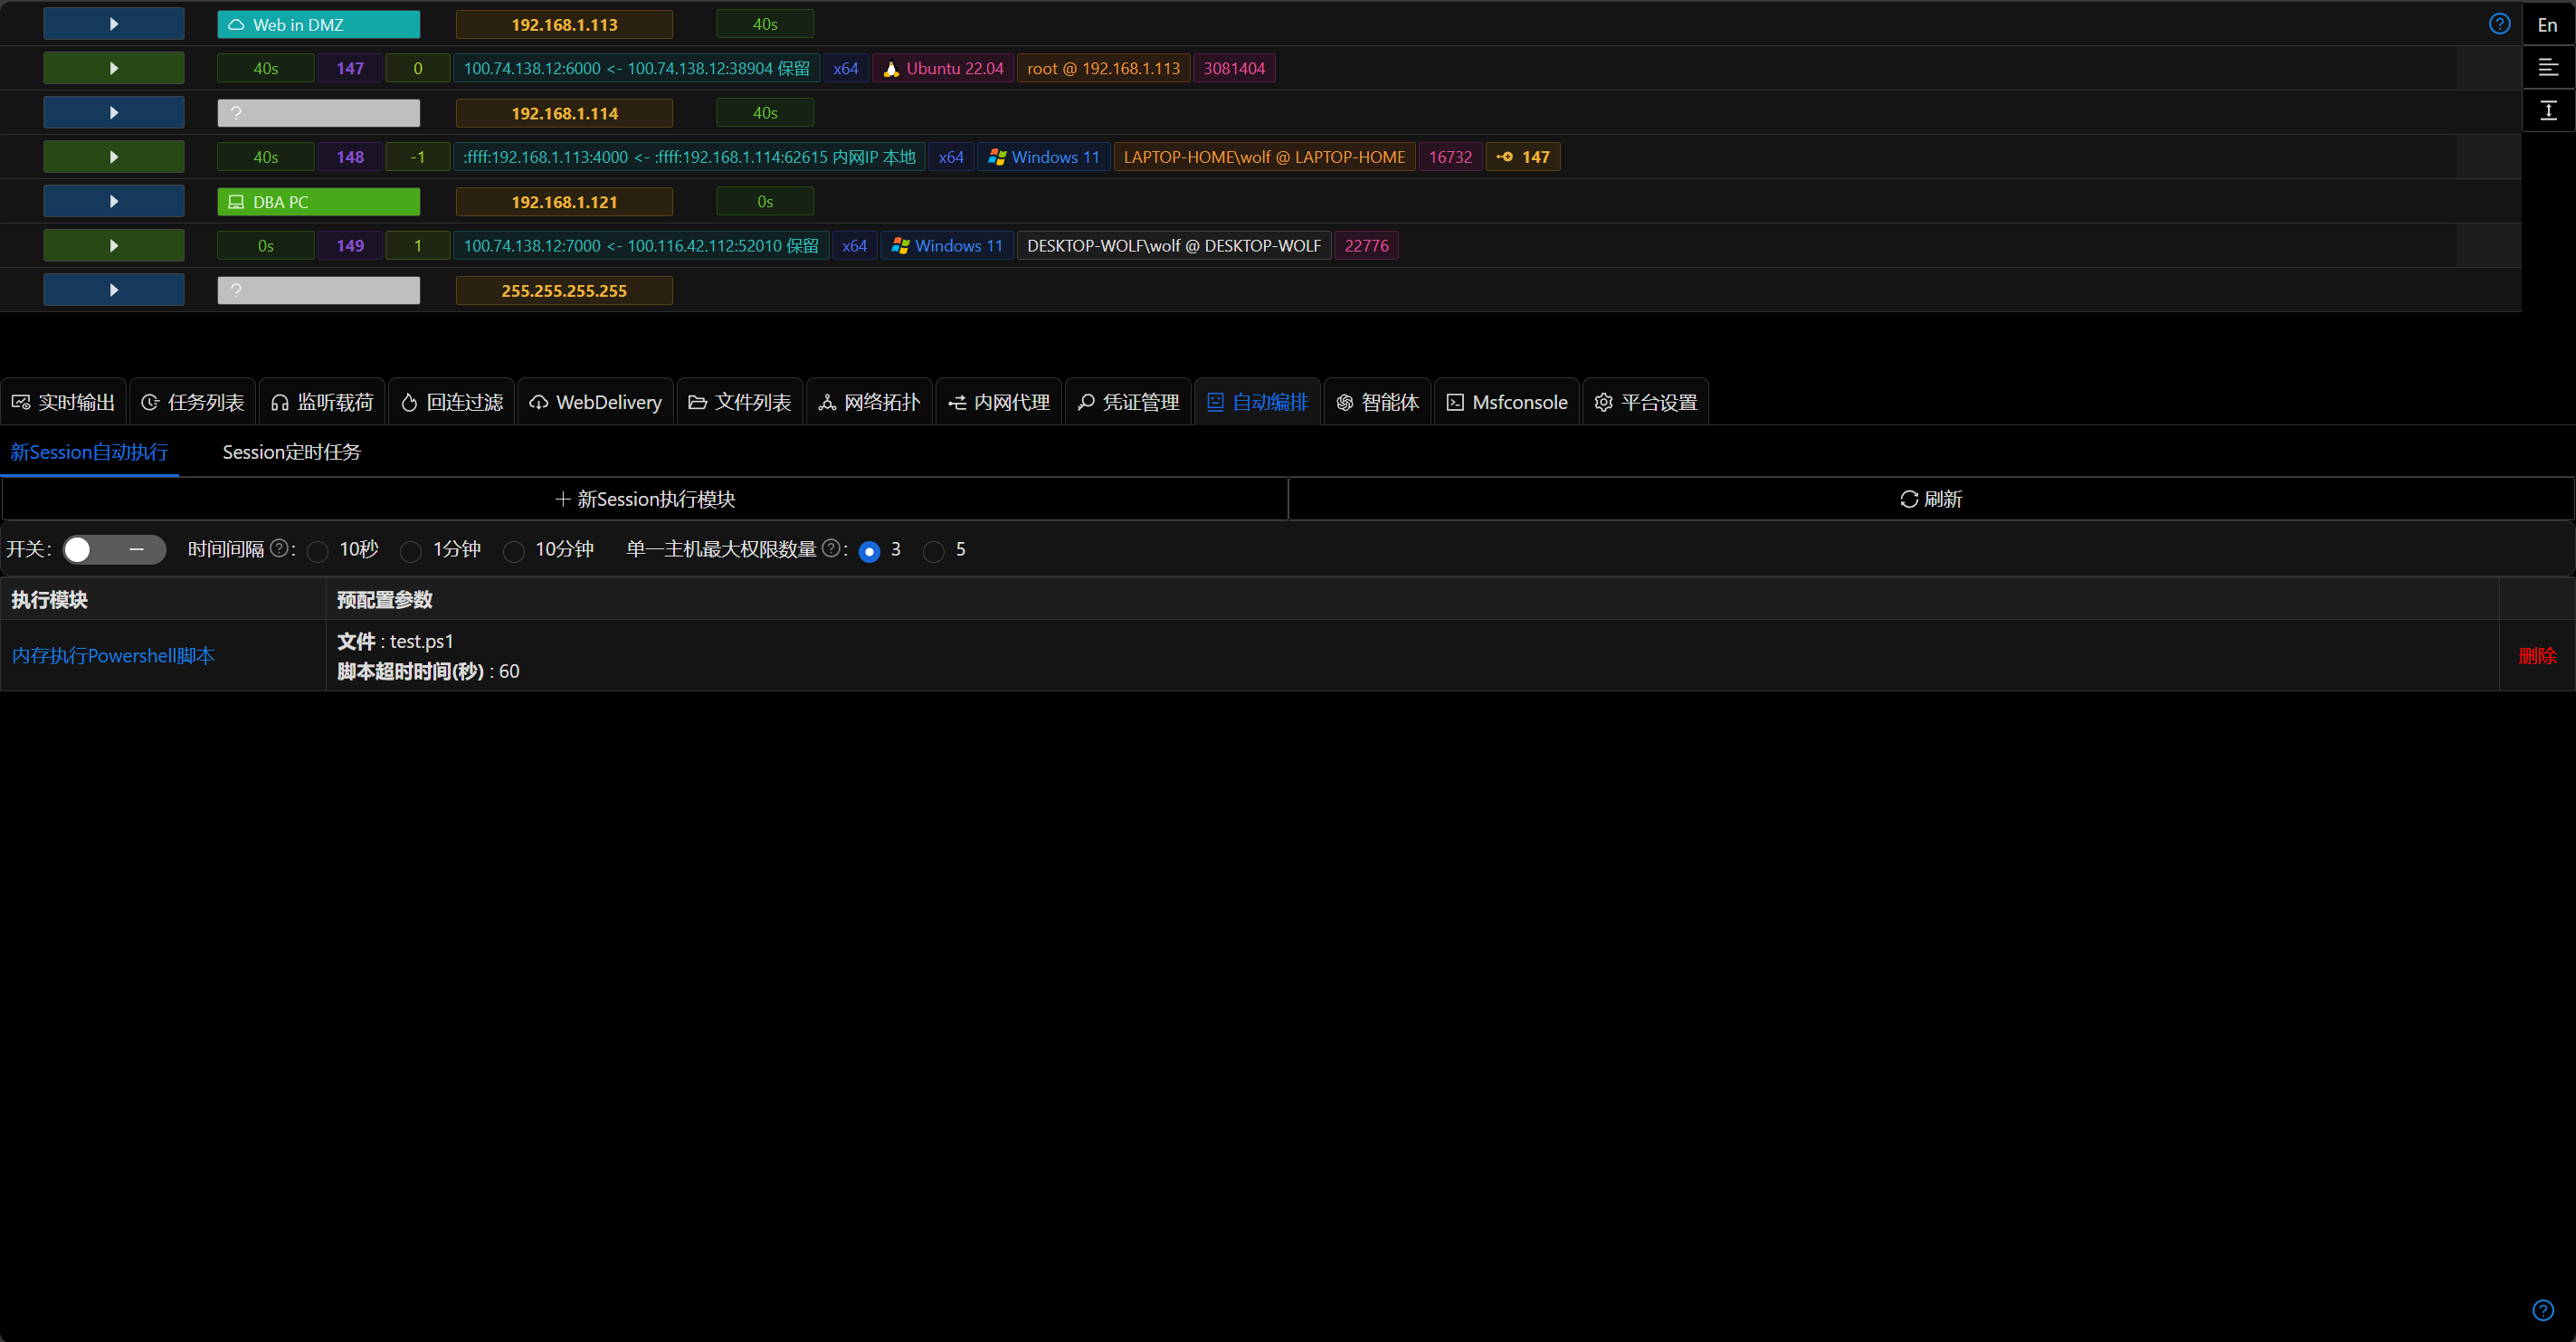 Web in DMZ 192.168.1.113 40s En
40s 147 0 100.74.138.12:6000 <- 100.74.138.12:38904 保留 x64 Ubuntu 22.04 root @ 192.168.1.113 3081404
? 192.168.1.114 40s
40s 148 -1 :ffff:192.168.1.113:4000 <- :ffff:192.168.1.114:62615 内网IP 本地 x64 Windows 11 LAPTOP-HOME\wolf @ LAPTOP-HOME 16732 147
DBA PC 192.168.1.121 0s
0s 149 1 100.74.138.12:7000 <- 100.116.42.112:52010 保留 x64 Windows 11 DESKTOP-WOLF\wolf @ DESKTOP-WOLF 22776
? 255.255.255.255
实时输出 任务列表 监听载荷 回连过滤 WebDelivery 文件列表 网络拓扑 内网代理 凭证管理 自动编排 智能体 Msfconsole 平台设置
新Session自动执行 Session定时任务
新Session执行模块 刷新
开关: 时间间隔 ? : 10秒 1分钟 10分钟 单一主机最大权限数量 ? : 3 5
执行模块 预配置参数
内存执行Powershell脚本 文件 : test.ps1
脚本超时时间(秒) : 60 删除